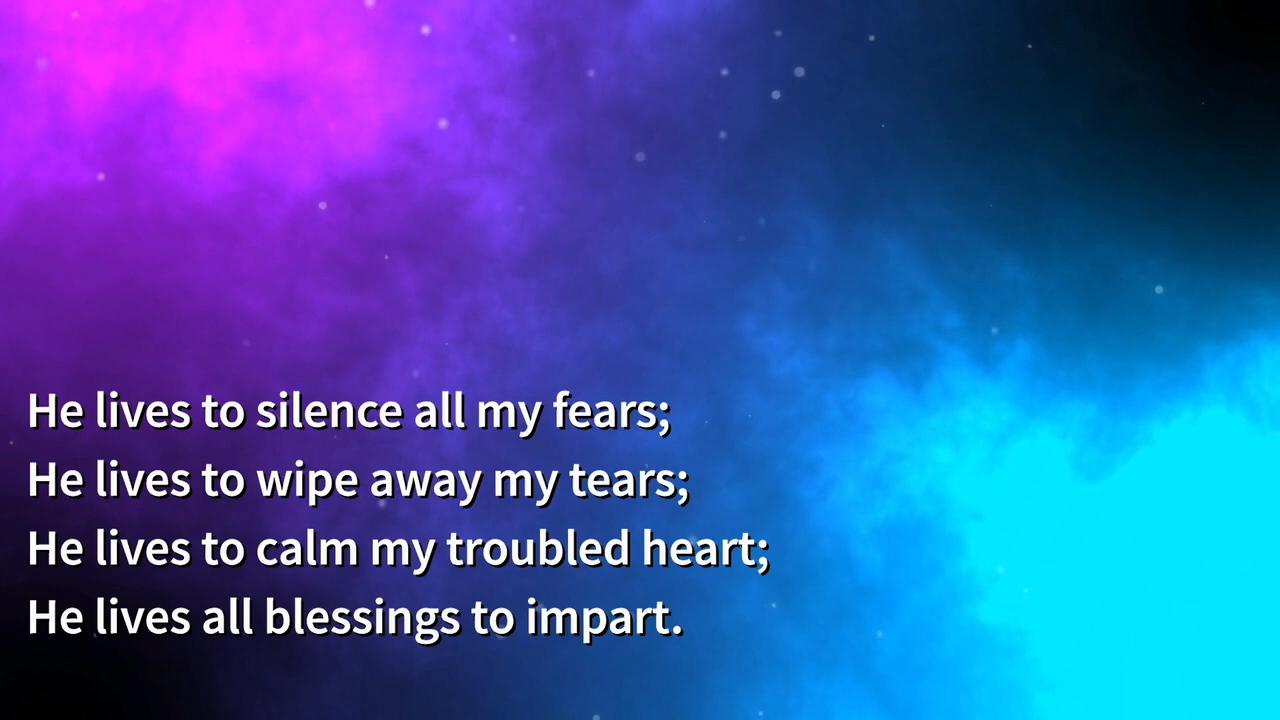 He lives to silence all my fears;
He lives to wipe away my tears;
He lives to calm my troubled heart;
He lives all blessings to impart.